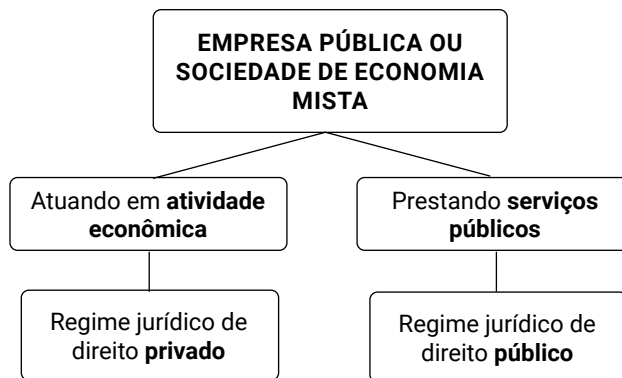 EMPRESA PÚBLICA OU
SOCIEDADE DE ECONOMIA
MISTA
Atuando em atividade
econômica
Prestando serviços
públicos
Regime jurídico de
direito privado
Regime jurídico de
direito público